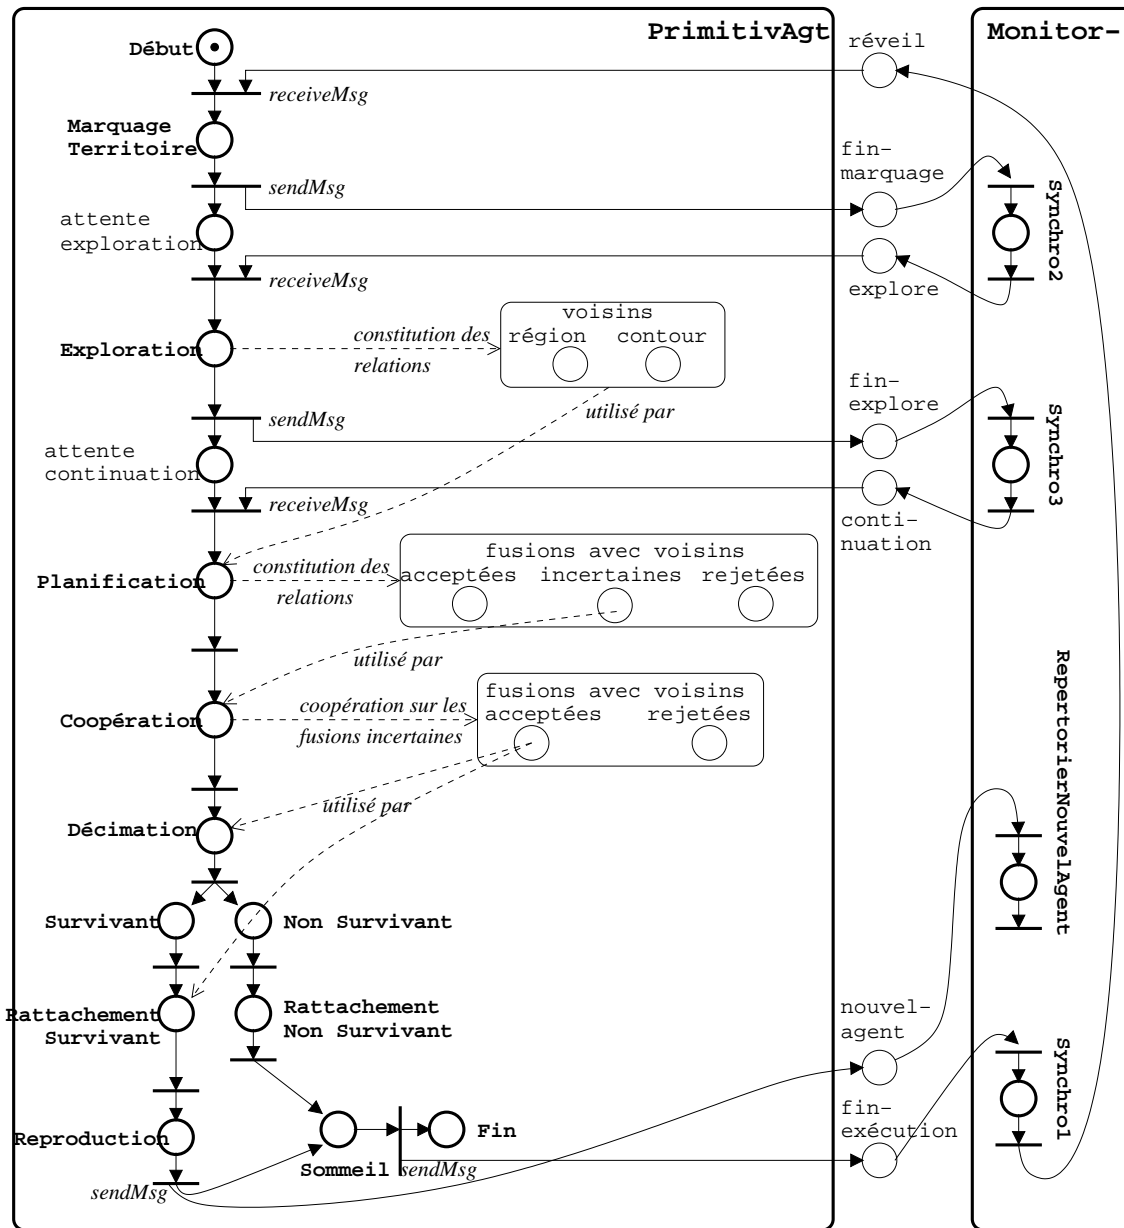 PrimitivAgt
Monitor-
Début
réveil
receiveMsg
Marquage
Territoire
fin-
marquage
sendMsg
Synchro2
attente
exploration
receiveMsg
explore
voisins
constitution des
région contour
Exploration
relations
fin-
explore
utilisé par
sendMsg
Synchro3
attente
continuation
receiveMsg
conti-
nuation
fusions avec voisins
constitution des
acceptées incertaines rejetées
Planification
relations
utilisé par
RepertorierNouvelAgent
fusions avec voisins
coopération sur les
acceptées rejetées
Coopération
fusions incertaines
utilisé par
Décimation
Survivant
Non Survivant
Rattachement
Survivant
Rattachement
Non Survivant
nouvel-
agent
Synchro1
fin-
exécution
Reproduction
Fin
Sommeil
sendMsg
sendMsg